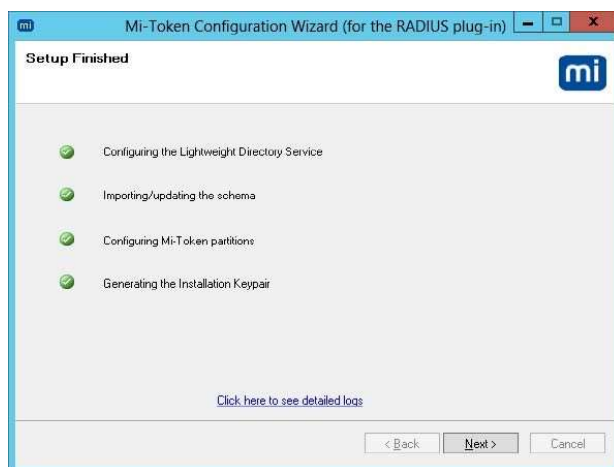 mi
Mi-Token Configuration Wizard (for the RADIUS plug-in)
Setup Finished
mi
Configuring the Lightweight Directory Service
Importing/updating the schema
Configuring Mi-Token partitions
Generating the Installation Keypair
Click here to see detailed logs
< Back
Next >
Cancel